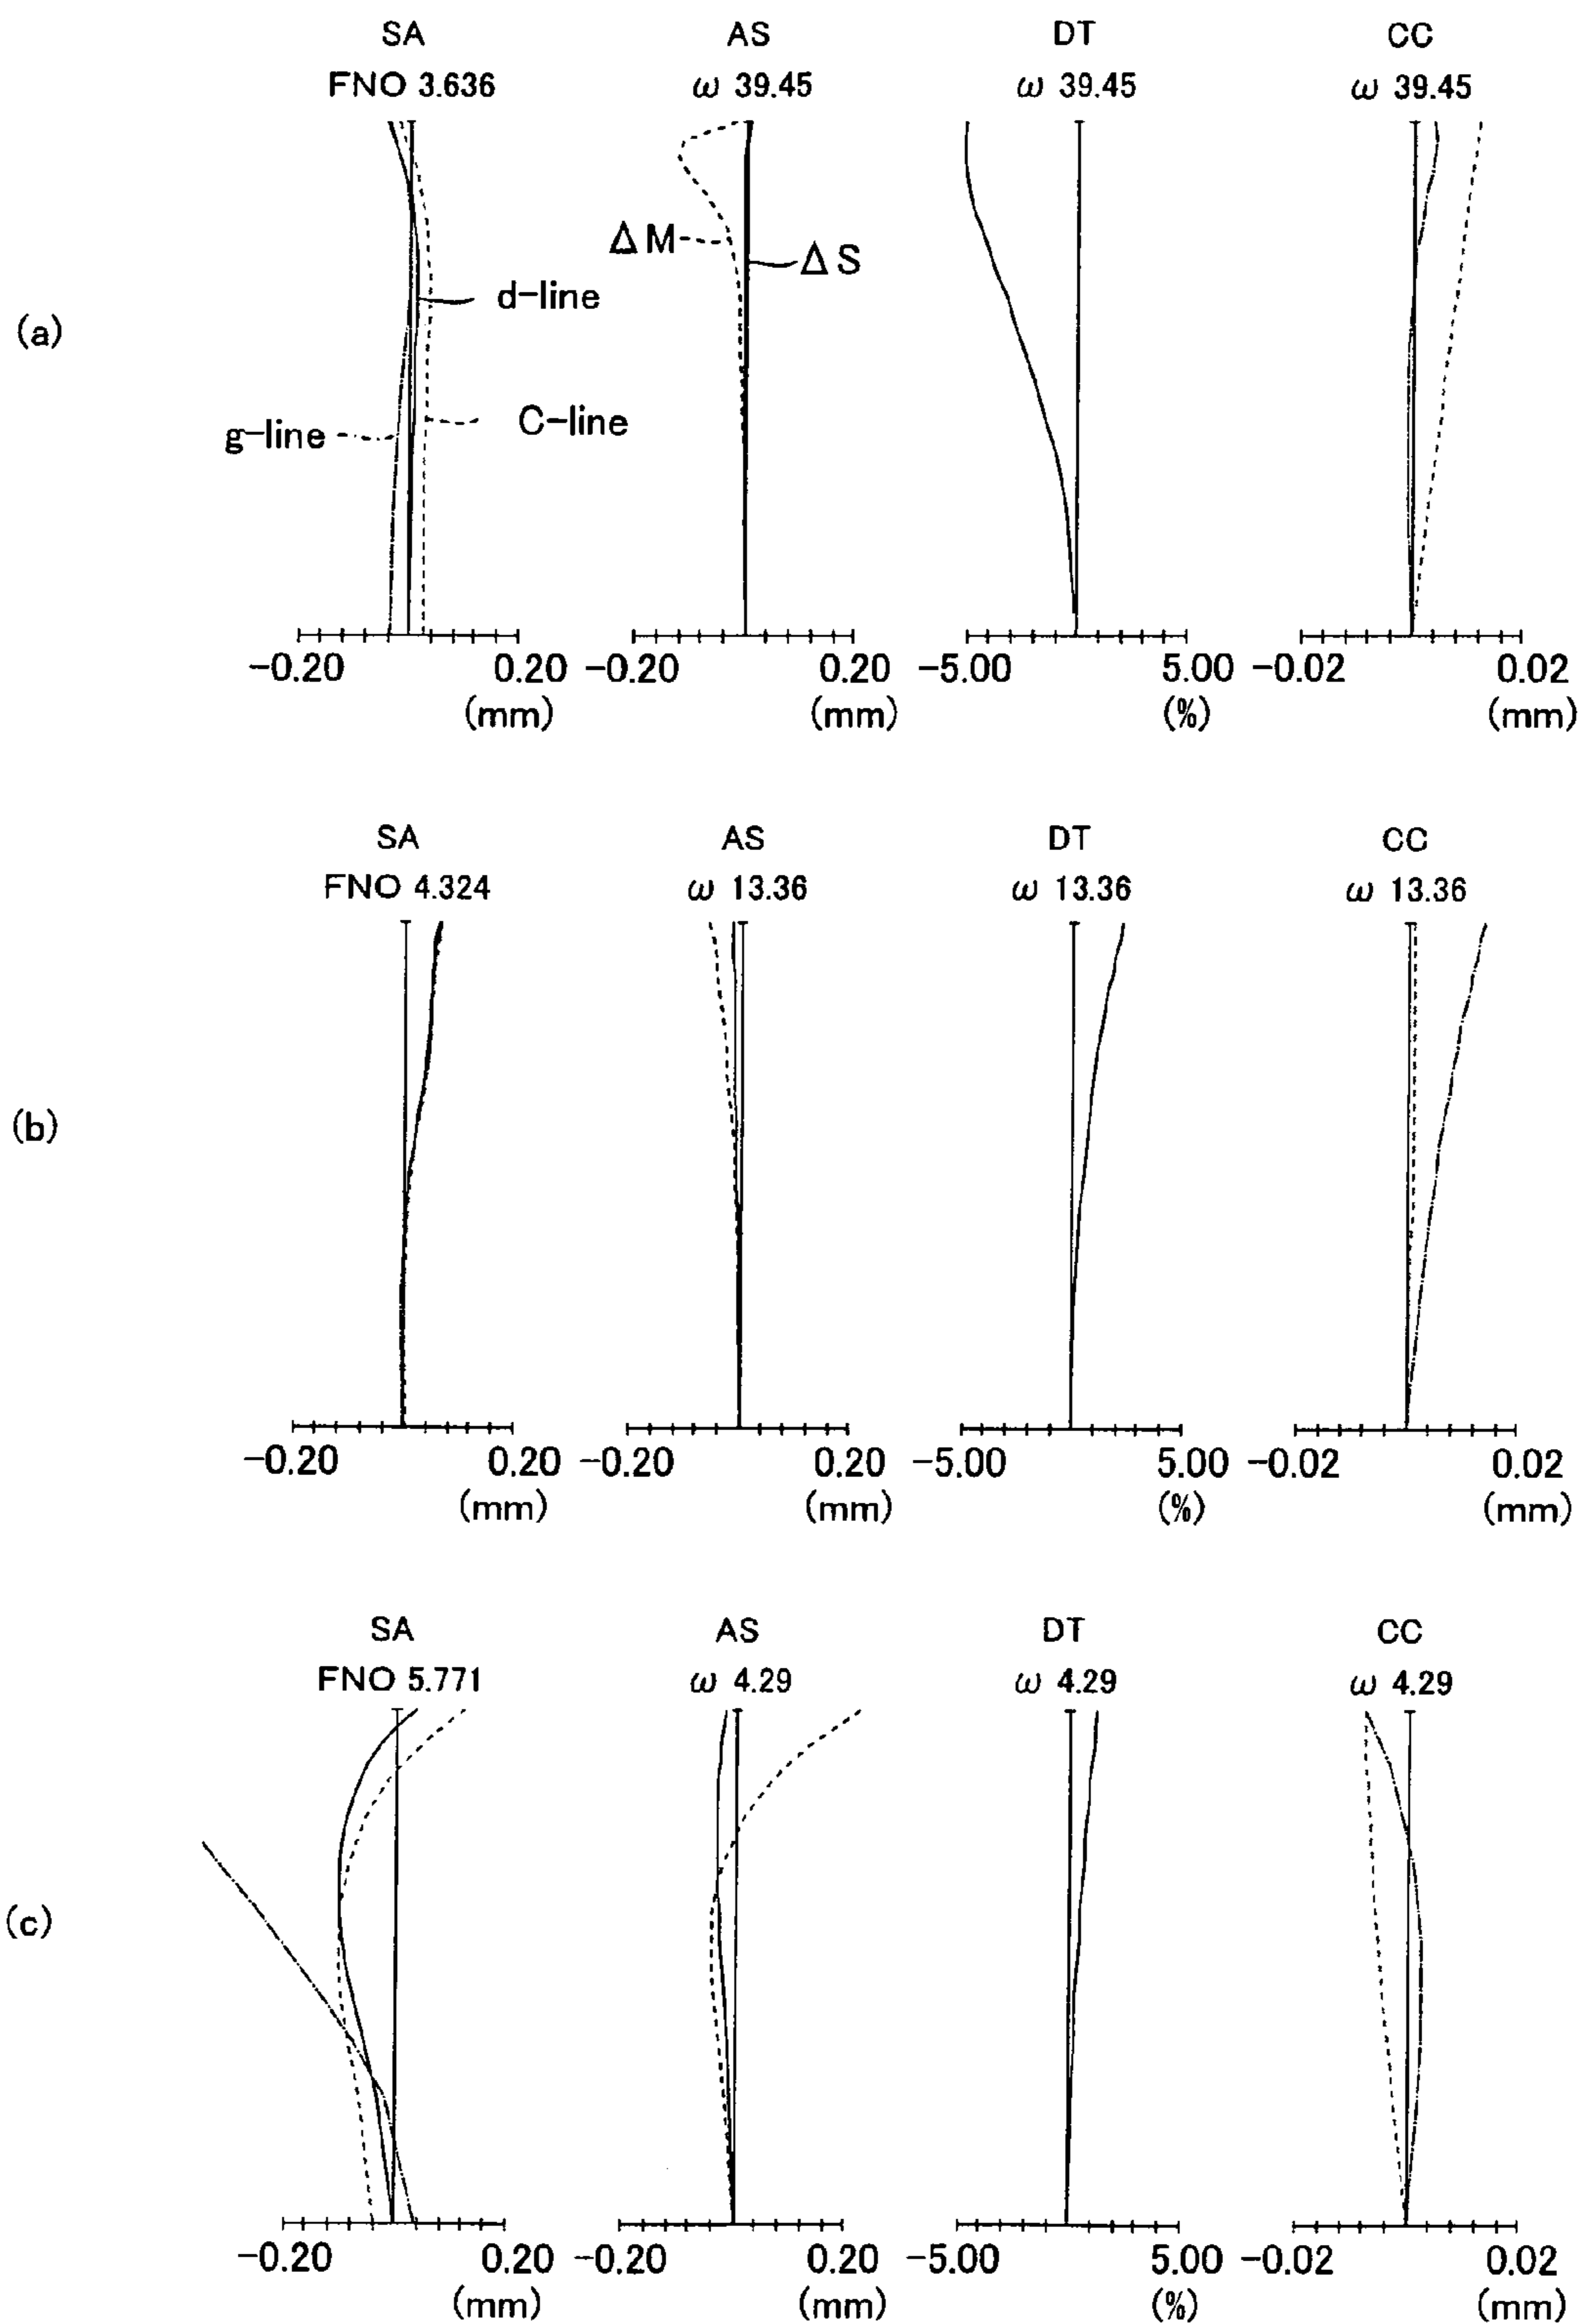 SA AS DT CC
FNO 3.636 ω 39.45 ω 39.45 ω 39.45
ΔM
ΔS
d-line
(a)
C-line
g-line
-0.20 0.20 -0.20 0.20 -5.00 5.00 -0.02 0.02
(mm) (mm) (%) (mm)
SA AS DT CC
FNO 4.324 ω 13.36 ω 13.36 ω 13.36
(b)
-0.20 0.20 -0.20 0.20 -5.00 5.00 -0.02 0.02
(mm) (mm) (%) (mm)
SA AS DT CC
FNO 5.771 ω 4.29 ω 4.29 ω 4.29
(c)
-0.20 0.20 -0.20 0.20 -5.00 5.00 -0.02 0.02
(mm) (mm) (%) (mm)